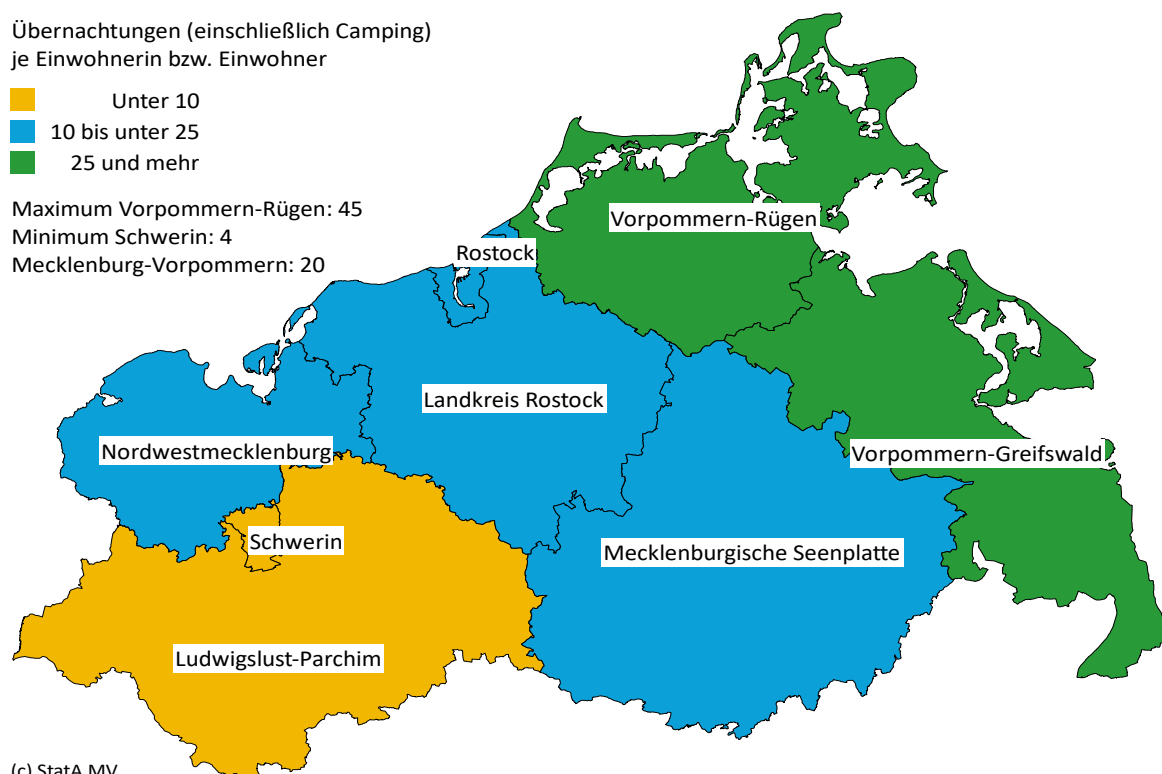 Übernachtungen (einschließlich Camping)
je Einwohnerin bzw. Einwohner
Unter 10
10 bis unter 25
25 und mehr
Maximum Vorpommern-Rügen: 45
Minimum Schwerin: 4
Mecklenburg-Vorpommern: 20
Vorpommern-Rügen
Rostock
Landkreis Rostock
Nordwestmecklenburg
Vorpommern-Greifswald
Schwerin
Mecklenburgische Seenplatte
Ludwigslust-Parchim
(c) StatA MV